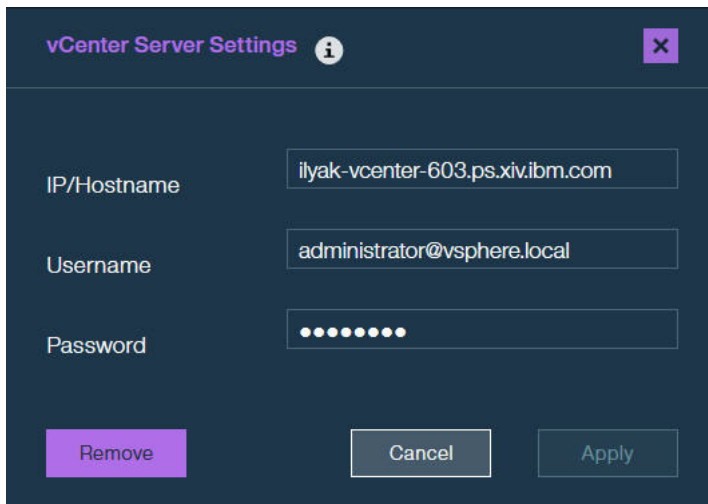 vCenter Server Settings i
×
IP/Hostname
ilyak-vcenter-603.ps.xiv.ibm.com
Username
administrator@vsphere.local
Password
●●●●●●●●
Remove
Cancel
Apply